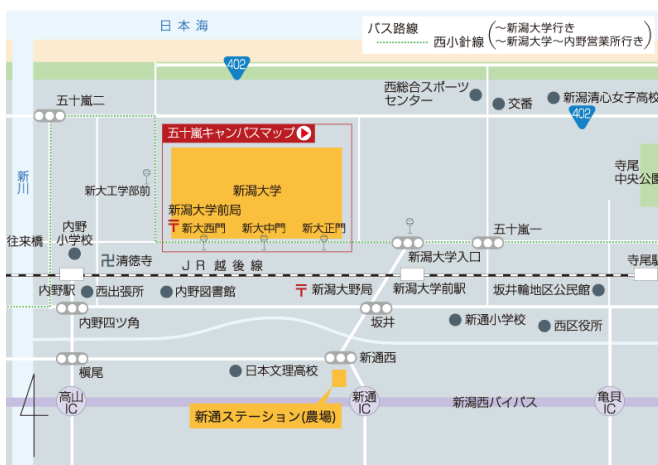 日本海
バス路線
西小針線
(~新潟大学行き
~新潟大学~内野営業所行き)
402
西総合スポーツ
センター
交番
新潟清心女子高校
402
五十嵐二
五十嵐キャンパスマップ
新川
新大工学部前
新潟大学
寺尾
中央公園
新潟大学前局
新大西門
新大中門
新大正門
内野
小学校
往来橋
清徳寺
JR越後線
新潟大学入口
五十嵐一
寺尾駅
内野駅
西出張所
内野図書館
新潟大野局
新潟大学前駅
坂井輪地区公民館
内野四ツ角
坂井
新通小学校
西区役所
槇尾
日本文理高校
新通西
高山
IC
新通
IC
新潟西バイパス
亀貝
IC
新通ステーション(農場)
4